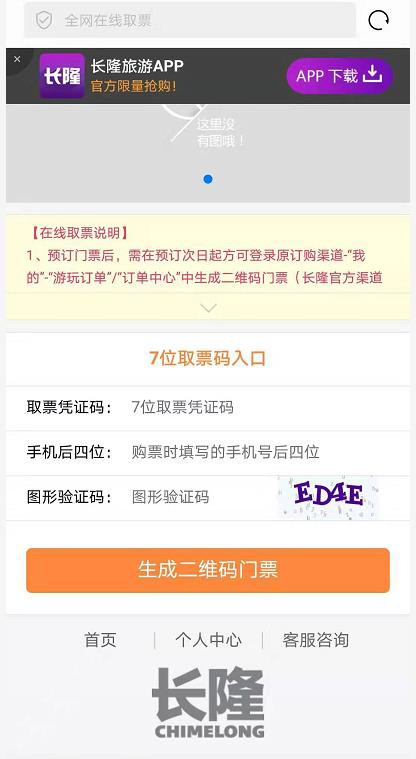 全网在线取票
×
长隆
长隆旅游APP
官方限量抢购！
APP 下载
这里没
有图哦！
【在线取票说明】
1、预订门票后，需在预订次日起方可登录原订购渠道-“我
的”-“游玩订单”/“订单中心”中生成二维码门票（长隆官方渠道
7位取票码入口
取票凭证码： 7位取票凭证码
手机后四位： 购票时填写的手机号后四位
图形验证码： 图形验证码 ED4E
生成二维码门票
首页 个人中心 客服咨询
长隆
CHIMELONG